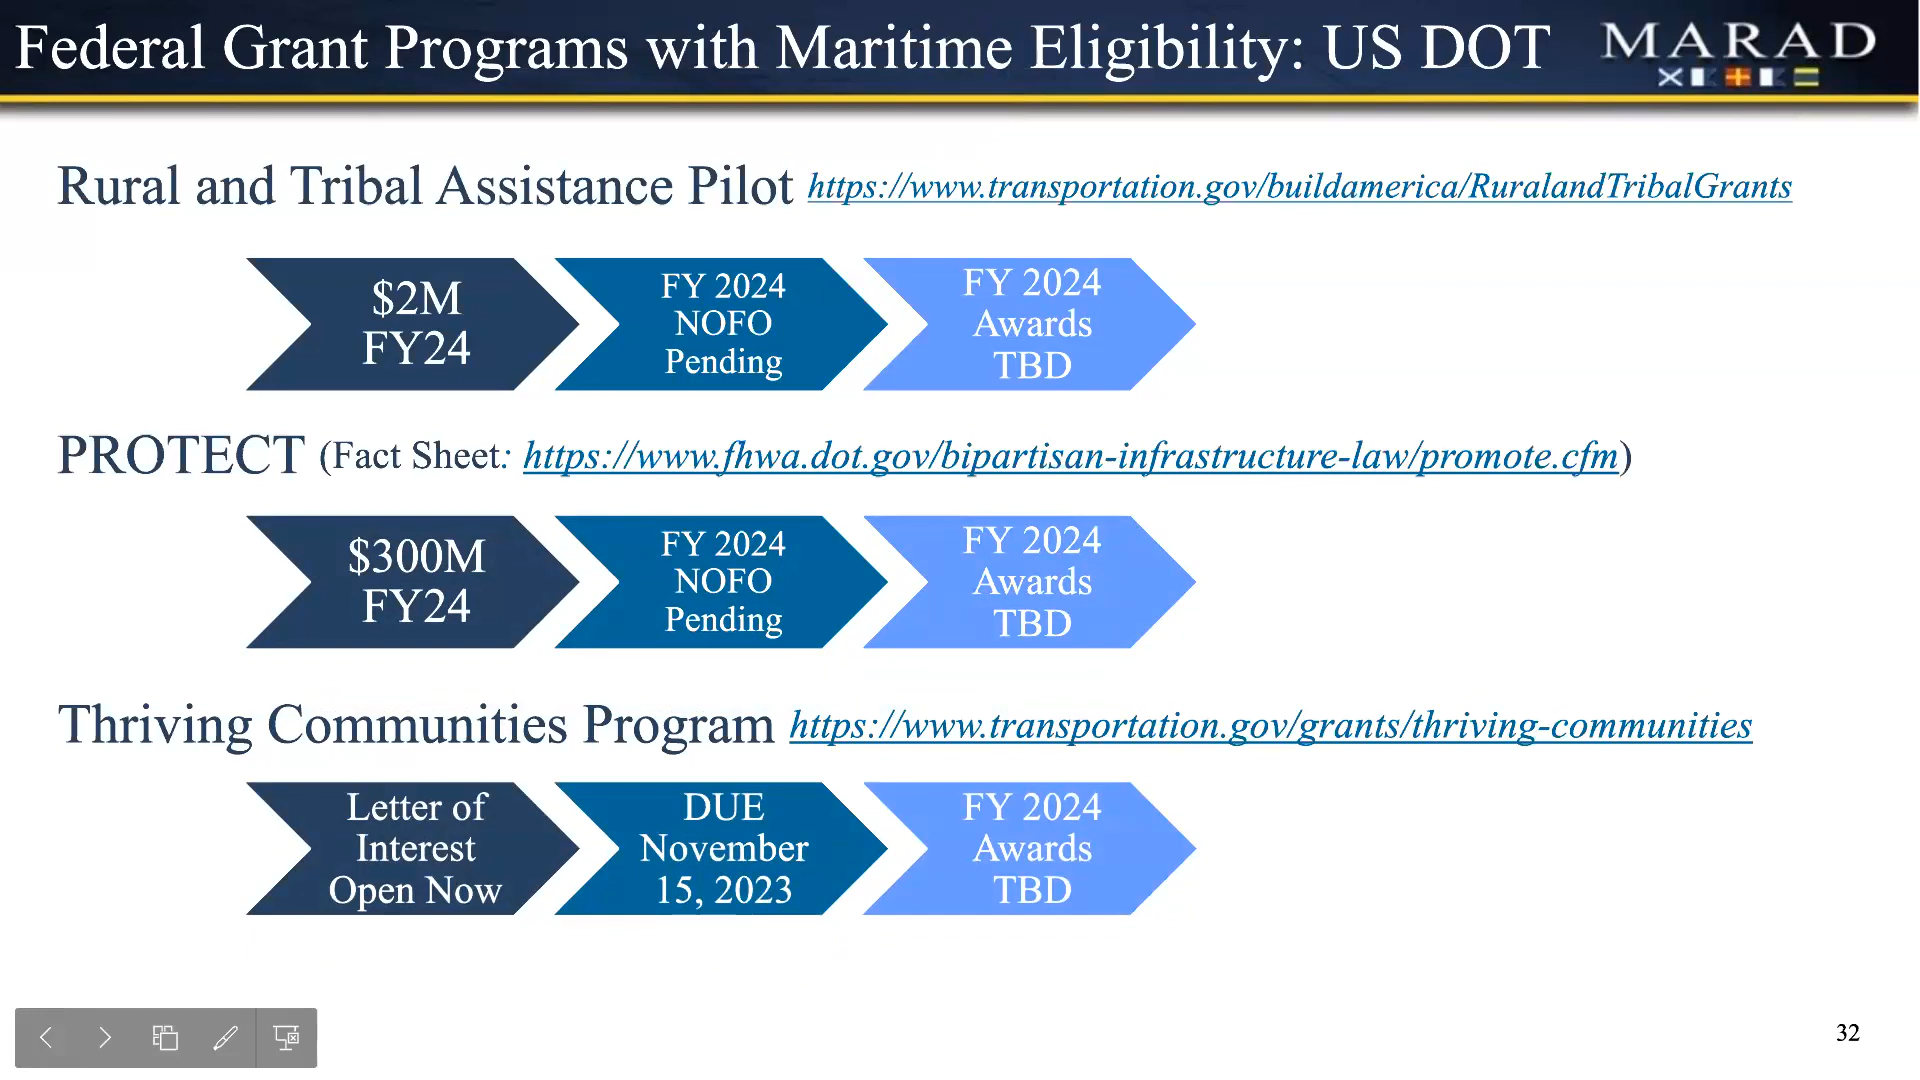 Federal Grant Programs with Maritime Eligibility: US DOT
MARAD
Rural and Tribal Assistance Pilot https://www.transportation.gov/buildamerica/RuralandTribalGrants
$2M
FY24
FY 2024
NOFO
Pending
FY 2024
Awards
TBD
PROTECT (Fact Sheet: https://www.fhwa.dot.gov/bipartisan-infrastructure-law/promote.cfm)
$300M
FY24
FY 2024
NOFO
Pending
FY 2024
Awards
TBD
Thriving Communities Program https://www.transportation.gov/grants/thriving-communities
Letter of
Interest
Open Now
DUE
November
15, 2023
FY 2024
Awards
TBD
32